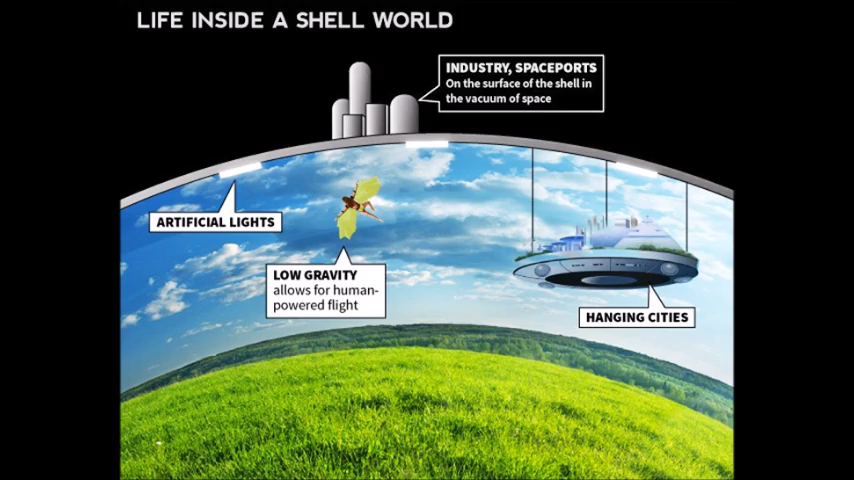 LIFE INSIDE A SHELL WORLD
INDUSTRY, SPACEPORTS
On the surface of the shell in
the vacuum of space
ARTIFICIAL LIGHTS
LOW GRAVITY
allows for human-
powered flight
HANGING CITIES